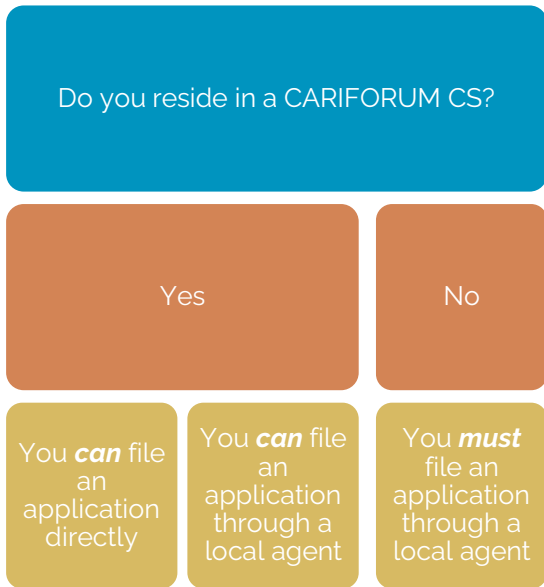 Do you reside in a CARIFORUM CS?
Yes
No
You can file
an
application
directly
You can file
an
application
through a
local agent
You must
file an
application
through a
local agent